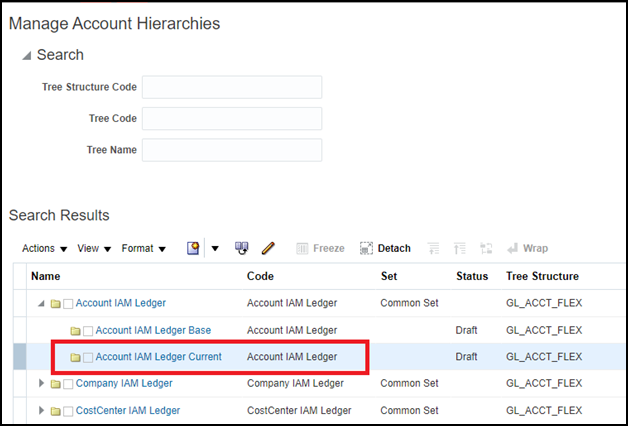 Manage Account Hierarchies
Search
Tree Structure Code
Tree Code
Tree Name
Search Results
Actions View Format Freeze Detach Wrap
Name Code Set Status Tree Structure
Account IAM Ledger Account IAM Ledger Common Set GL_ACCT_FLEX
Account IAM Ledger Base Account IAM Ledger Draft GL_ACCT_FLEX
Account IAM Ledger Current Account IAM Ledger Draft GL_ACCT_FLEX
Company IAM Ledger Company IAM Ledger Common Set GL_ACCT_FLEX
CostCenter IAM Ledger CostCenter IAM Ledger Common Set GL_ACCT_FLEX